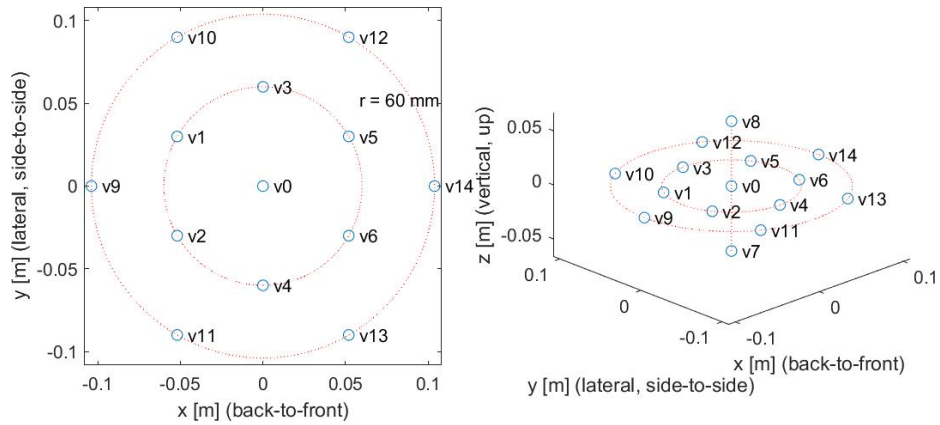 0.1
v10
v12
v3
r = 60 mm
0.05
v1
v5
v9
0
v0
v14
v2
v6
-0.05
v4
v11
v13
-0.1
-0.1
-0.05
0
0.05
0.1
x [m] (back-to-front)
y [m] (lateral, side-to-side)
0.05
v8
v12
v14
v5
v3
v10
0
v1
v0
v6
v13
v9
v2
v4
v11
-0.05
v7
0.1
0
-0.1
-0.1
0
0.1
z [m] (vertical, up)
x [m] (back-to-front)
y [m] (lateral, side-to-side)